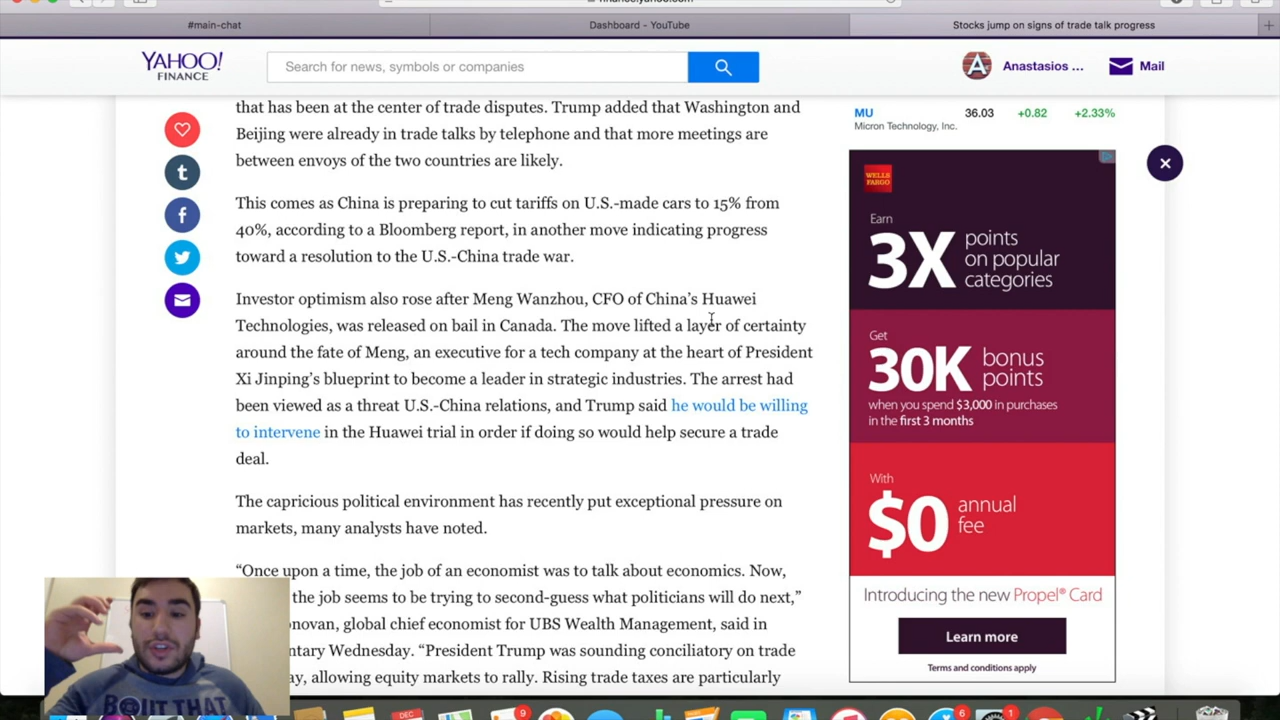 #main-chat
Dashboard - YouTube
Stocks jump on signs of trade talk progress
YAHOO!
FINANCE
Search for news, symbols or companies
Anastasios ...
Mail
that has been at the center of trade disputes. Trump added that Washington and
Beijing were already in trade talks by telephone and that more meetings are
between envoys of the two countries are likely.
This comes as China is preparing to cut tariffs on U.S.-made cars to 15% from
40%, according to a Bloomberg report, in another move indicating progress
toward a resolution to the U.S.-China trade war.
Investor optimism also rose after Meng Wanzhou, CFO of China’s Huawei
Technologies, was released on bail in Canada. The move lifted a layer of certainty
around the fate of Meng, an executive for a tech company at the heart of President
Xi Jinping’s blueprint to become a leader in strategic industries. The arrest had
been viewed as a threat U.S.-China relations, and Trump said he would be willing
to intervene in the Huawei trial in order if doing so would help secure a trade
deal.
The capricious political environment has recently put exceptional pressure on
markets, many analysts have noted.
“Once upon a time, the job of an economist was to talk about economics. Now,
the job seems to be trying to second-guess what politicians will do next,”
global chief economist for UBS Wealth Management, said in
Wednesday. “President Trump was sounding conciliatory on trade
allowing equity markets to rally. Rising trade taxes are particularly
MU 36.03 +0.82 +2.33%
Micron Technology, Inc.
WELLS
FARGO
Earn
3X points
on popular
categories
Get
30K bonus
points
when you spend $3,000 in purchases
in the first 3 months
With
$0 annual
fee
Introducing the new Propel® Card
Learn more
Terms and conditions apply
B@UT THAT
DEC
9
6
1